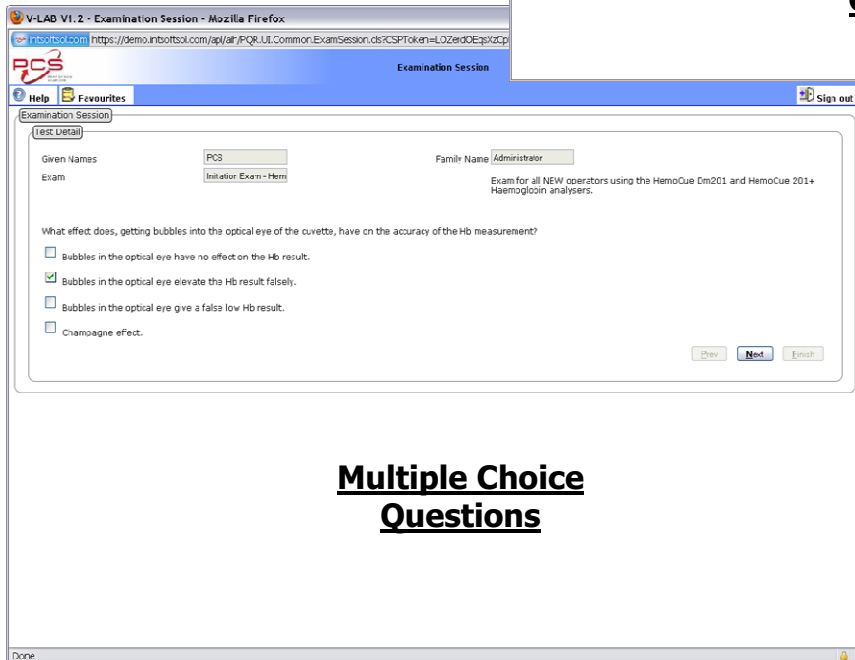 V-LAB V1.2 - Examination Session - Mozilla Firefox
intsoftsol.com https://demo.intsoftsol.com/api/alh/PQR.UI.Common.ExamSession.cls?CSPToken=
PCS
Examination Session
Help Favourites Sign out
Examination Session
Test Detail
Given Names PCS Family Name Administrator
Exam Initiation Exam - Hem Exam for all NEW operators using the HemoCue Dm201 and HemoCue 201+
Haemoglobin analysers.
What effect does, getting bubbles into the optical eye of the cuvette, have on the accuracy of the Hb measurement?
Bubbles in the optical eye have no effect on the Hb result.
Bubbles in the optical eye elevate the Hb result falsely.
Bubbles in the optical eye give a false low Hb result.
Champagne effect.
Prev Next Finish
Multiple Choice
Questions
Done